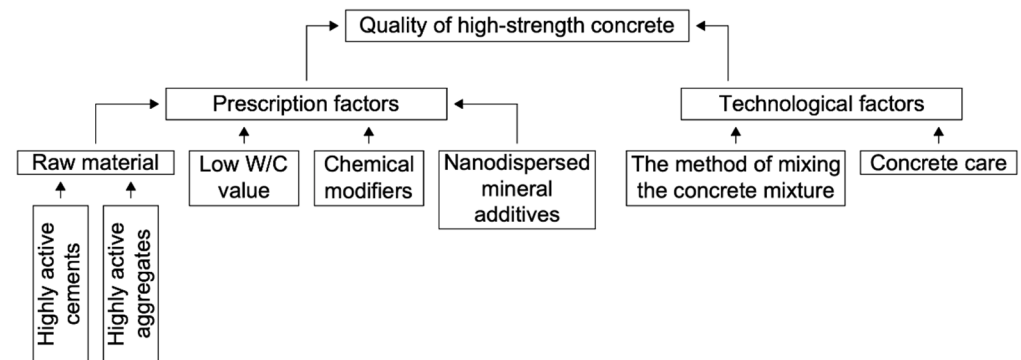 Quality of high-strength concrete
Prescription factors
Technological factors
Raw material
Low W/C
value
Chemical
modifiers
Nanodispersed
mineral
additives
The method of mixing
the concrete mixture
Concrete care
Highly active
cements
Highly active
aggregates